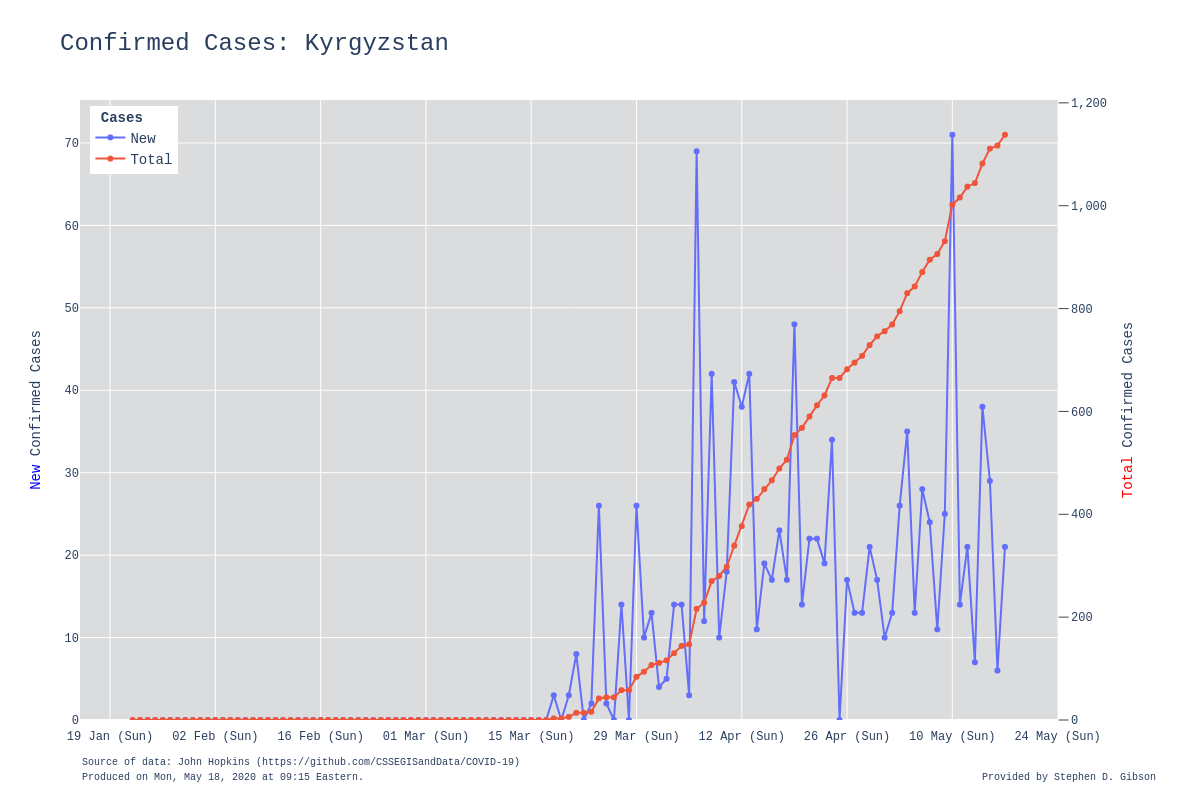 Confirmed Cases: Kyrgyzstan
Cases
New
Total
70
60
50
40
30
20
10
0
1,200
1,000
800
600
400
200
0
New Confirmed Cases
Total Confirmed Cases
19 Jan (Sun) 02 Feb (Sun) 16 Feb (Sun) 01 Mar (Sun) 15 Mar (Sun) 29 Mar (Sun) 12 Apr (Sun) 26 Apr (Sun) 10 May (Sun) 24 May (Sun)
Source of data: John Hopkins (https://github.com/CSSEGISandData/COVID-19)
Produced on Mon, May 18, 2020 at 09:15 Eastern.
Provided by Stephen D. Gibson